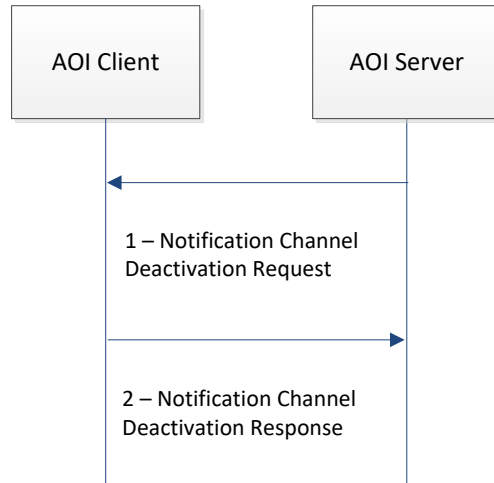 AOI Client
AOI Server
1 – Notification Channel
Deactivation Request
2 – Notification Channel
Deactivation Response